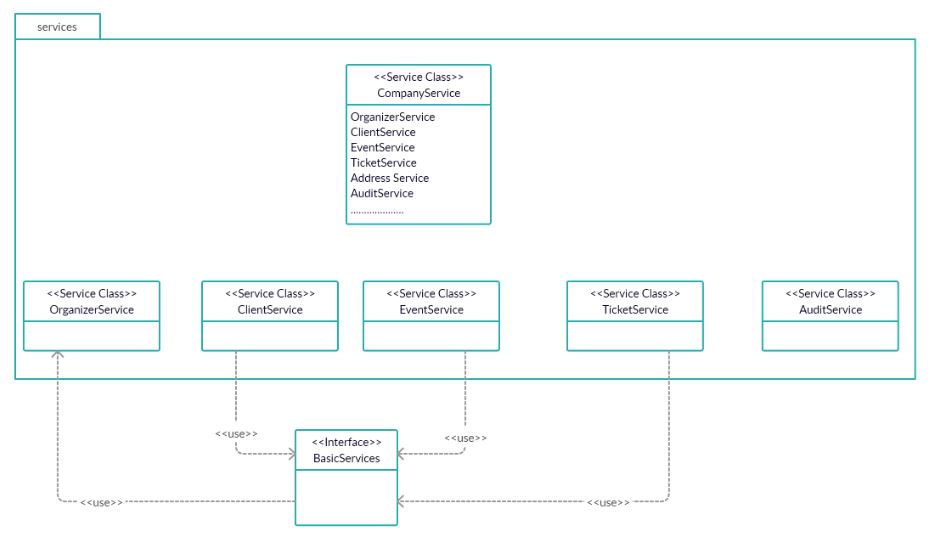 services
<<Service Class>>
CompanyService
OrganizerService
ClientService
EventService
TicketService
Address Service
AuditService
....................
<<Service Class>>
OrganizerService
<<Service Class>>
ClientService
<<Service Class>>
EventService
<<Service Class>>
TicketService
<<Service Class>>
AuditService
<<use>>
<<Interface>>
BasicServices
<<use>>
<<use>>
<<use>>